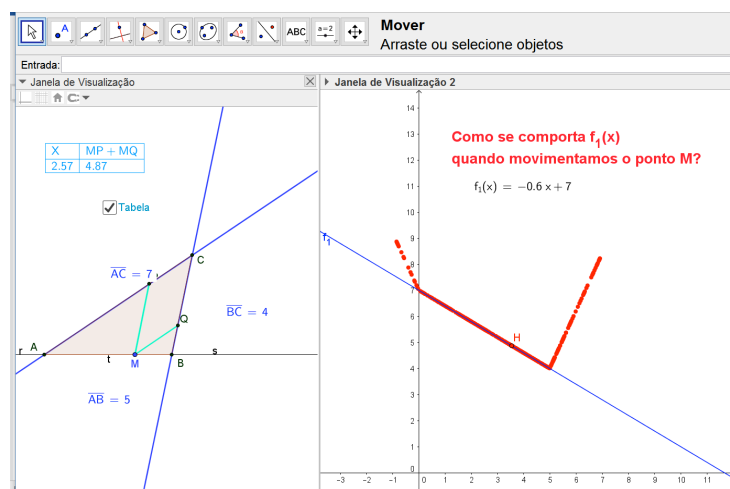 ABC
a=2
Mover
Arraste ou selecione objetos
Entrada:
Janela de Visualização
Janela de Visualização 2
X MP + MQ
2.57 4.87
Tabela
AC = 7
C
BC = 4
Q
r A
t
M
B
s
AB = 5
Como se comporta f1(x)
quando movimentamos o ponto M?
f1(x) = −0.6 x + 7
f1
H
14
13
12
11
10
9
8
7
6
5
4
3
2
1
0
−3 −2 −1 0 1 2 3 4 5 6 7 8 9 10 11